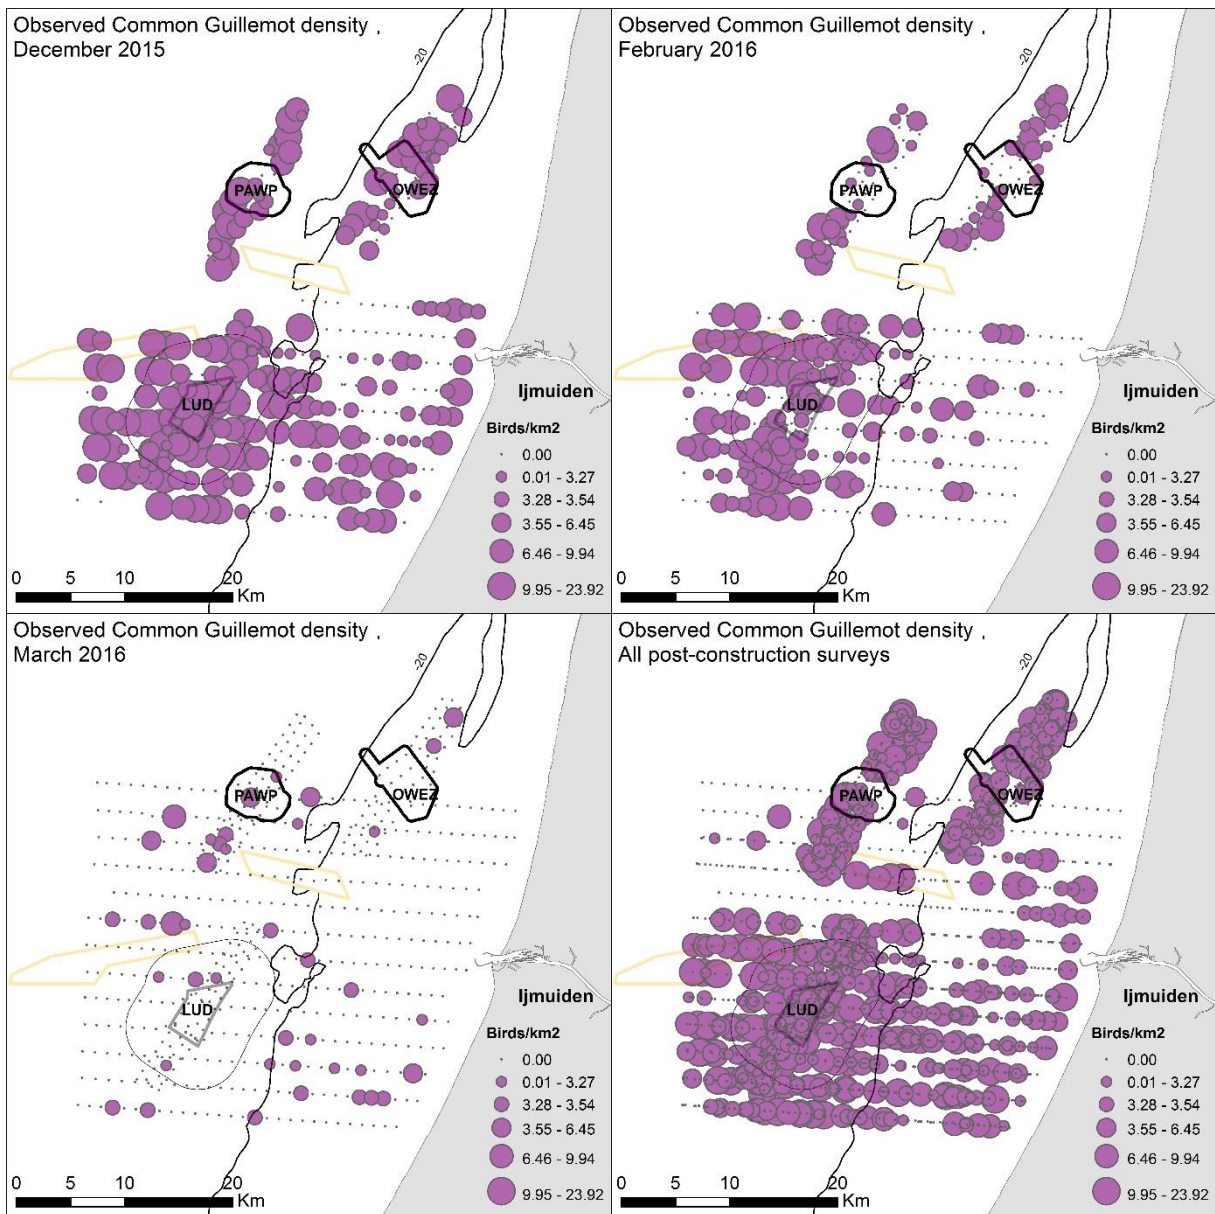 Observed Common Guillemot density
December 2015
-20
PAWP
OWEZ
LUD
Ijmuiden
Birds/km2
0.00
0.01 - 3.27
3.28 - 3.54
3.55 - 6.45
6.46 - 9.94
9.95 - 23.92
0 5 10 20
Km
Observed Common Guillemot density
February 2016
-20
PAWP
OWEZ
LUD
Ijmuiden
Birds/km2
0.00
0.01 - 3.27
3.28 - 3.54
3.55 - 6.45
6.46 - 9.94
9.95 - 23.92
0 5 10 20
Km
Observed Common Guillemot density
March 2016
-20
PAWP
OWEZ
LUD
Ijmuiden
Birds/km2
0.00
0.01 - 3.27
3.28 - 3.54
3.55 - 6.45
6.46 - 9.94
9.95 - 23.92
0 5 10 20
Km
Observed Common Guillemot density
All post-construction surveys
-20
PAWP
OWEZ
LUD
Ijmuiden
Birds/km2
0.00
0.01 - 3.27
3.28 - 3.54
3.55 - 6.45
6.46 - 9.94
9.95 - 23.92
0 5 10 20
Km